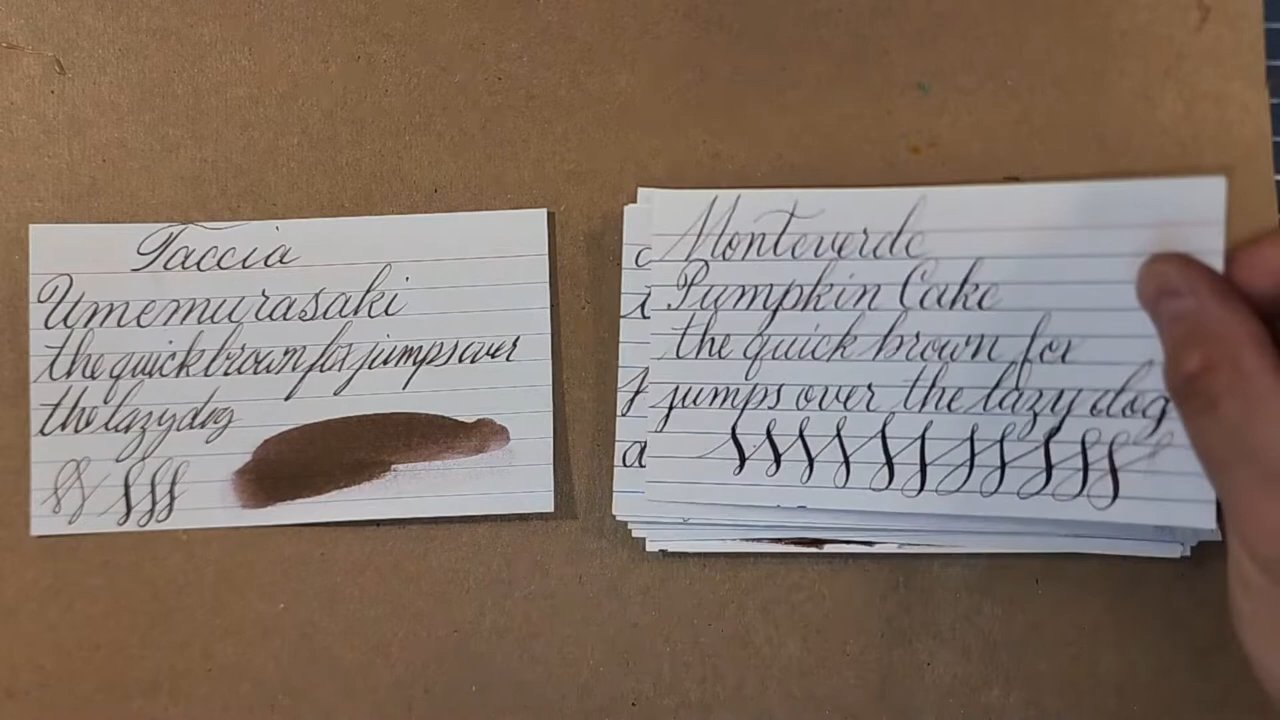 Taccia
Umemurasaki
the quick brown fox jumps over
the lazy dog
Monteverde
Pumpkin Cake
the quick brown fox
jumps over the lazy dog